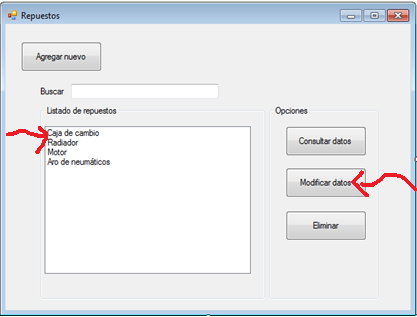 Repuestos
Agregar nuevo
Buscar
Listado de repuestos
Caja de cambio
Radiador
Motor
Aro de neumáticos
Opciones
Consultar datos
Modificar datos
Eliminar